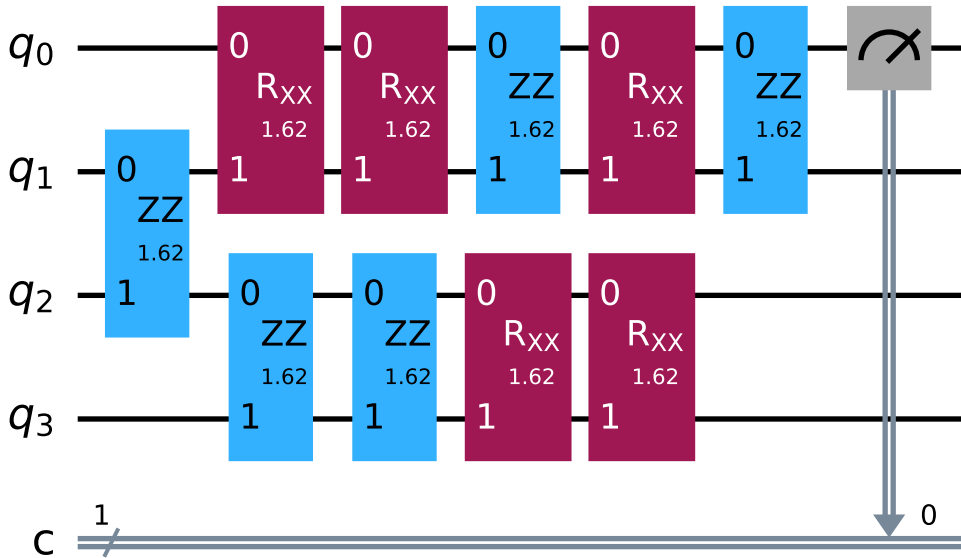 q0 0 0 0 0 0
RXX RXX ZZ RXX ZZ
1.62 1.62 1.62 1.62 1.62
q1 0 1 1 1 1 1
ZZ
1.62
q2 1 0 0 0 0
ZZ ZZ RXX RXX
1.62 1.62 1.62 1.62
q3 1 1 1 1
1 0
c